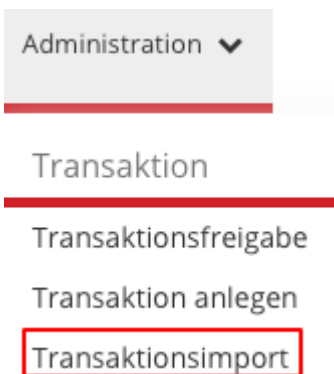 Administration
Transaktion
Transaktionsfreigabe
Transaktion anlegen
Transaktionsimport